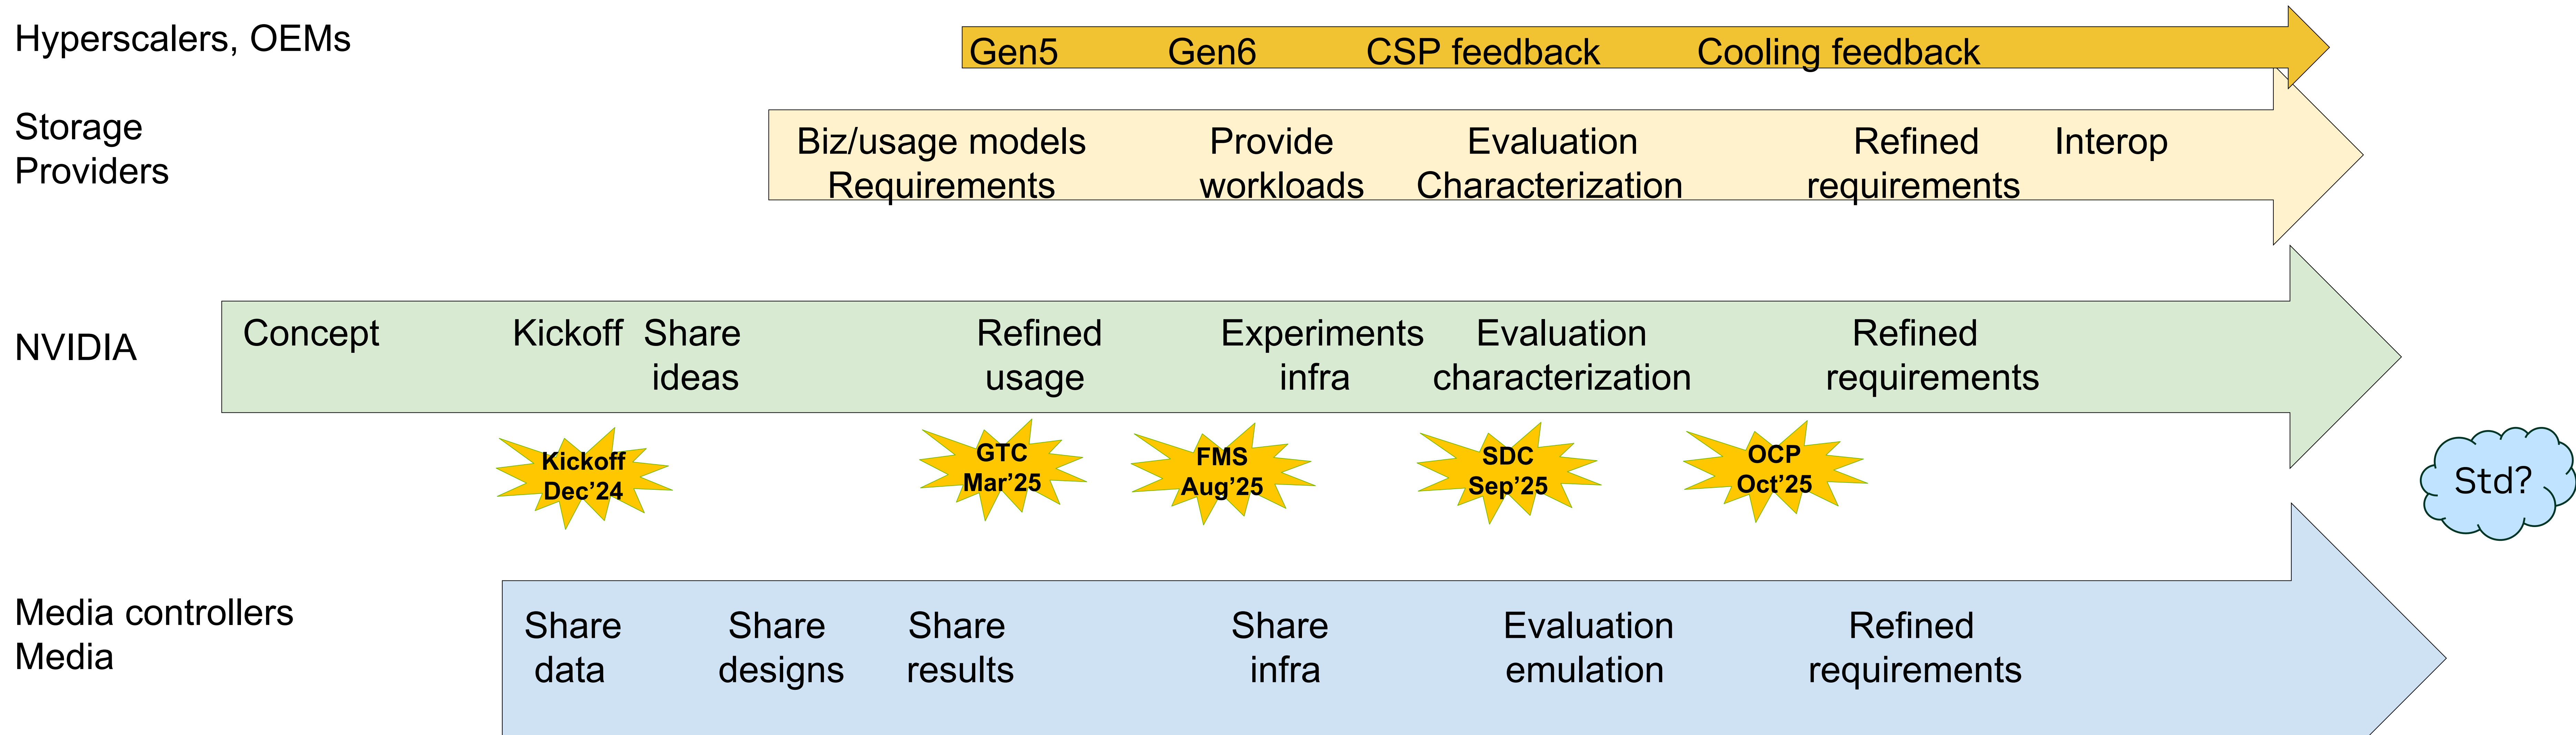 Hyperscalers, OEMs
Gen5 Gen6 CSP feedback Cooling feedback
Storage
Providers
Biz/usage models
Requirements
Provide
workloads
Evaluation
Characterization
Refined
requirements
Interop
NVIDIA
Concept
Kickoff
Share
ideas
Refined
usage
Experiments
infra
Evaluation
characterization
Refined
requirements
Kickoff
Dec’24
GTC
Mar’25
FMS
Aug’25
SDC
Sep’25
OCP
Oct’25
Std?
Media controllers
Media
Share
data
Share
designs
Share
results
Share
infra
Evaluation
emulation
Refined
requirements